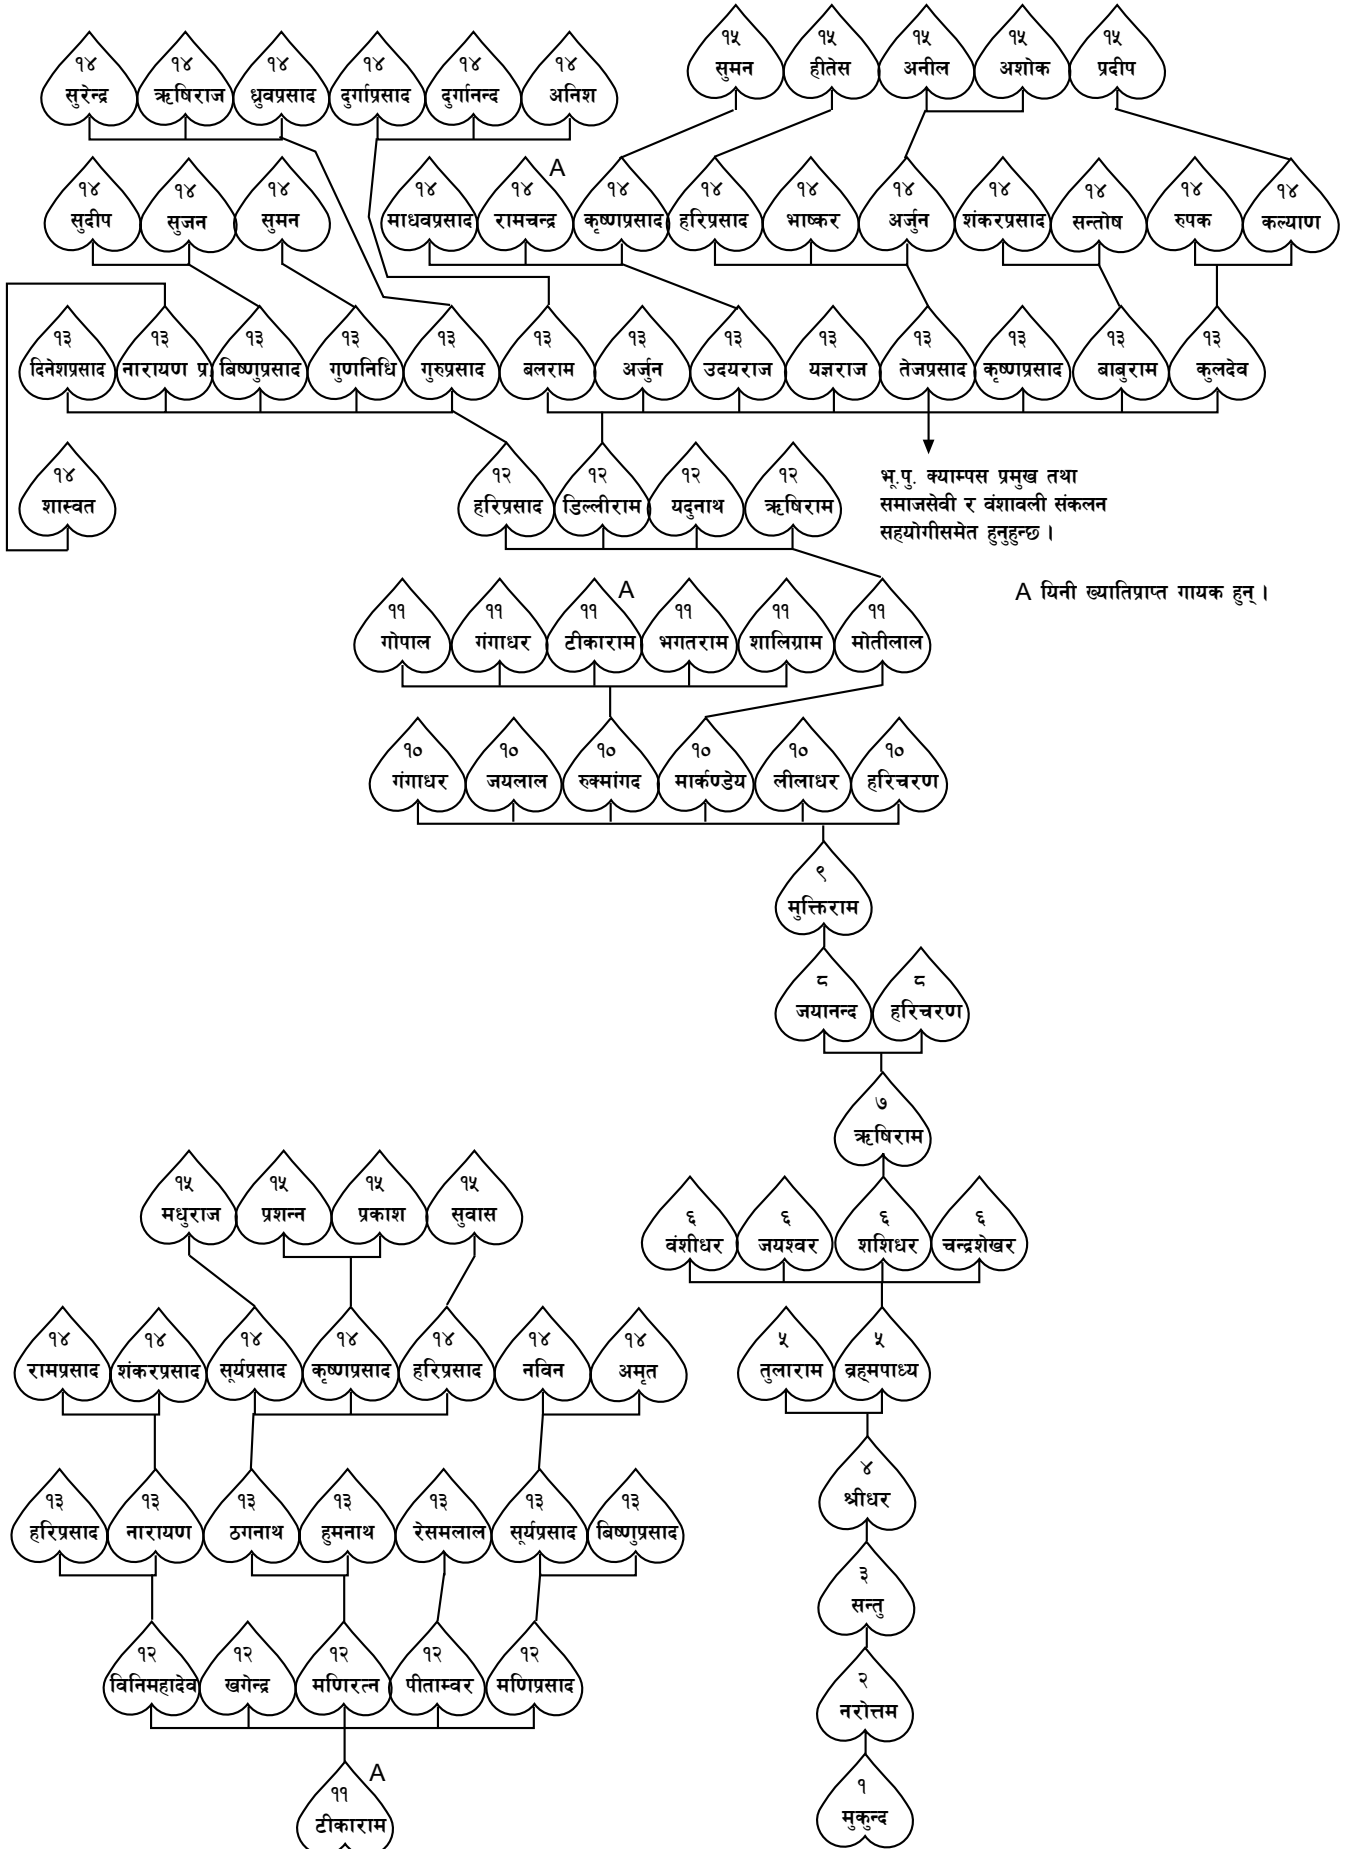 १५ १५ १५ १५ १५
सुमन हीतेस अनील अशोक प्रदीप
१४ १४ १४ १४ १४ १४
सुरेन्द्र ऋषिराज ध्रुवप्रसाद दुर्गाप्रसाद दुर्गानन्द अनिश
A
१४ १४ १४ १४ १४ १४ १४ १४ १४ १४ १४ १४ १४
सुदीप सुजन सुमन माधवप्रसाद रामचन्द्र कृष्णप्रसाद हरिप्रसाद भाष्कर अर्जुन शंकरप्रसाद सन्तोष रुपक कल्याण
१३ १३ १३ १३ १३ १३ १३ १३ १३ १३ १३ १३ १३
दिनेशप्रसाद नारायण प्र बिष्णुप्रसाद गुणनिधि गुरुप्रसाद बलराम अर्जुन उदयराज यज्ञराज तेजप्रसाद कृष्णप्रसाद बाबुराम कुलदेव
१४
शास्वत
१२ १२ १२ १२
हरिप्रसाद डिल्लीराम यदुनाथ ऋषिराम
भू.पु. क्याम्पस प्रमुख तथा
समाजसेवी र वंशावली संकलन
सहयोगीसमेत हुनुहुन्छ ।
A
A यिनी ख्यातिप्राप्त गायक हुन् ।
११ ११ ११ ११ ११ ११
गोपाल गंगाधर टीकाराम भगतराम शालिग्राम मोतीलाल
१० १० १० १० १० १०
गंगाधर जयलाल रुक्मांगद मार्कण्डेय लीलाधर हरिचरण
९
मुक्तिराम
८ ८
जयानन्द हरिचरण
७
ऋषिराम
६ ६ ६ ६
वंशीधर जयश्वर शशिधर चन्द्रशेखर
५ ५
तुलाराम ब्रह्मपाध्य
४
श्रीधर
३
सन्तु
२
नरोत्तम
१
मुकुन्द
१५ १५ १५ १५
मधुराज प्रशन्न प्रकाश सुवास
१४ १४ १४ १४ १४ १४ १४
रामप्रसाद शंकरप्रसाद सूर्यप्रसाद कृष्णप्रसाद हरिप्रसाद नविन अमृत
१३ १३ १३ १३ १३ १३ १३
हरिप्रसाद नारायण ठगनाथ हुमनाथ रेसमलाल सूर्यप्रसाद बिष्णुप्रसाद
१२ १२ १२ १२ १२
विनिमहादेव खगेन्द्र मणिरत्न पीताम्वर मणिप्रसाद
A
११
टीकाराम